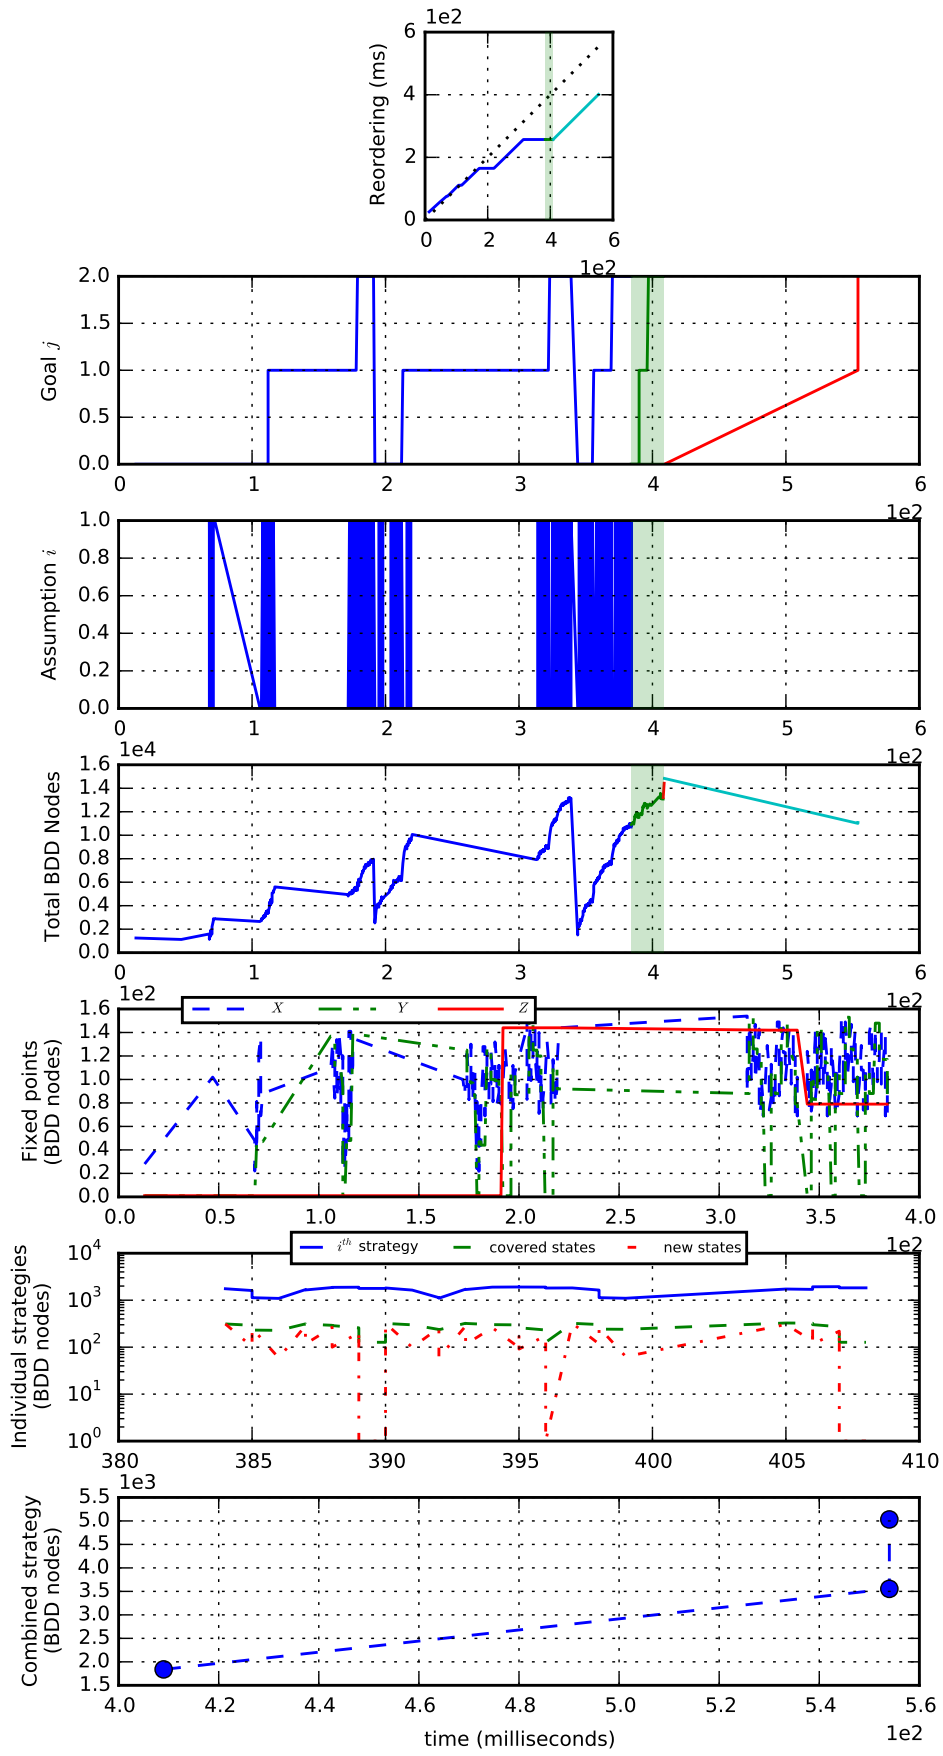 1e2
6
4
2
0
Reordering (ms)
0 2 4 6
1e2
2.0
1.5
1.0
0.5
0.0
Goal j
0 1 2 3 4 5 6
1e2
1.0
0.8
0.6
0.4
0.2
0.0
Assumption i
0 1 2 3 4 5 6
1e2
1e4
1.6
1.4
1.2
1.0
0.8
0.6
0.4
0.2
0.0
Total BDD Nodes
0 1 2 3 4 5 6
1e2
1e2
X Y Z
1.6
1.4
1.2
1.0
0.8
0.6
0.4
0.2
0.0
Fixed points
(BDD nodes)
0.0 0.5 1.0 1.5 2.0 2.5 3.0 3.5 4.0
1e2
i^{th} strategy covered states new states
10^4
10^3
10^2
10^1
10^0
Individual strategies
(BDD nodes)
380 385 390 395 400 405 410
1e3
5.5
5.0
4.5
4.0
3.5
3.0
2.5
2.0
1.5
Combined strategy
(BDD nodes)
4.0 4.2 4.4 4.6 4.8 5.0 5.2 5.4 5.6
1e2
time (milliseconds)